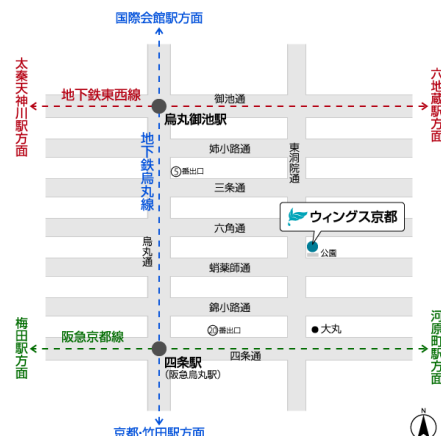 国際会館駅方面
太秦天神川駅方面
地下鉄東西線
御池通
六地蔵駅方面
烏丸御池駅
地下鉄烏丸線
姉小路通
東洞院通
⑤番出口
三条通
ウィングス京都
六角通
烏丸通
公園
蛸薬師通
錦小路通
梅田駅方面
阪急京都線
⑳番出口
大丸
河原町駅方面
四条駅
(阪急烏丸駅)
四条通
京都・竹田駅方面
N